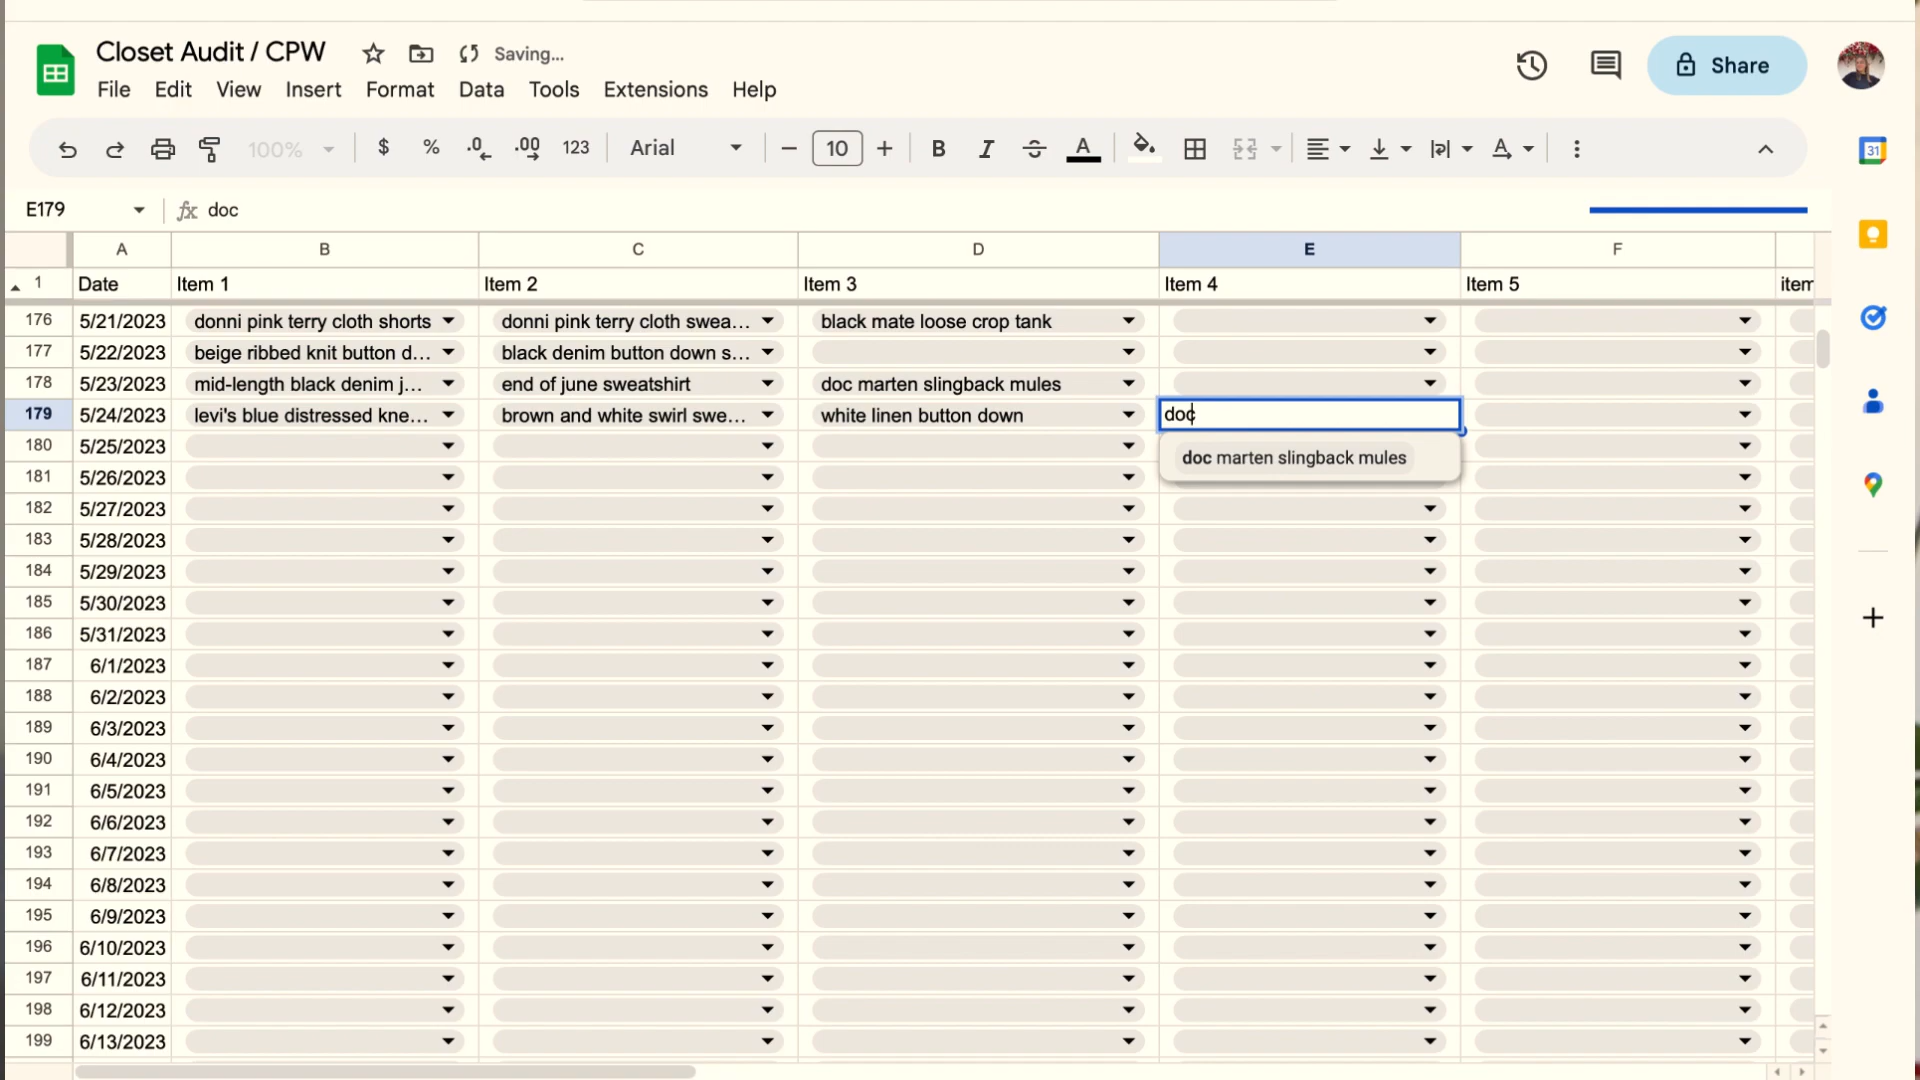 Closet Audit / CPW Saving...
File Edit View Insert Format Data Tools Extensions Help
Share
100% $ % .0 .00 123 Arial 10 B I S A A
31
E179 fx doc
A B C D E F
1 Date Item 1 Item 2 Item 3 Item 4 Item 5 item
176 5/21/2023 donni pink terry cloth shorts donni pink terry cloth swea... black mate loose crop tank
177 5/22/2023 beige ribbed knit button d... black denim button down s...
178 5/23/2023 mid-length black denim j... end of june sweatshirt doc marten slingback mules
179 5/24/2023 levi's blue distressed kne... brown and white swirl swe... white linen button down doc
180 5/25/2023
doc marten slingback mules
181 5/26/2023
182 5/27/2023
183 5/28/2023
184 5/29/2023
185 5/30/2023
186 5/31/2023
187 6/1/2023
188 6/2/2023
189 6/3/2023
190 6/4/2023
191 6/5/2023
192 6/6/2023
193 6/7/2023
194 6/8/2023
195 6/9/2023
196 6/10/2023
197 6/11/2023
198 6/12/2023
199 6/13/2023